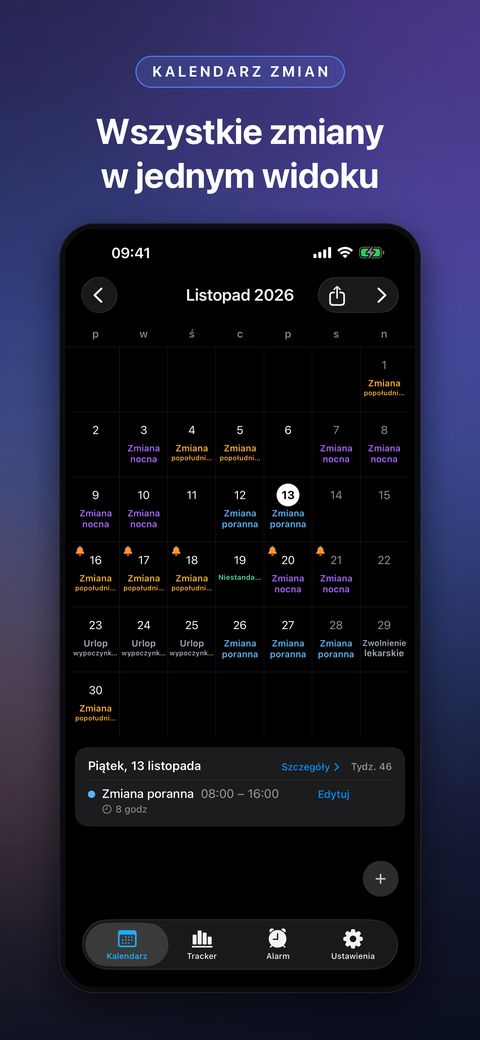 KALENDARZ ZMIAN
Wszystkie zmiany
w jednym widoku
09:41
Listopad 2026
p w ś c p s n
1
Zmiana
popołudni...
2 3 4 5 6 7 8
Zmiana Zmiana Zmiana Zmiana Zmiana
nocna popołudni... popołudni... nocna nocna
9 10 11 12 13 14 15
Zmiana Zmiana Zmiana Zmiana
nocna nocna poranna poranna
16 17 18 19 20 21 22
Zmiana Zmiana Zmiana Niestanda... Zmiana Zmiana
popołudni... popołudni... popołudni... nocna nocna
23 24 25 26 27 28 29
Urlop Urlop Urlop Zmiana Zmiana Zmiana Zwolnienie
wypoczynk... wypoczynk... wypoczynk... poranna poranna poranna lekarskie
30
Zmiana
popołudni...
Piątek, 13 listopada Szczegóły Tydz. 46
Zmiana poranna 08:00 – 16:00 Edytuj
8 godz
Kalendarz Tracker Alarm Ustawienia